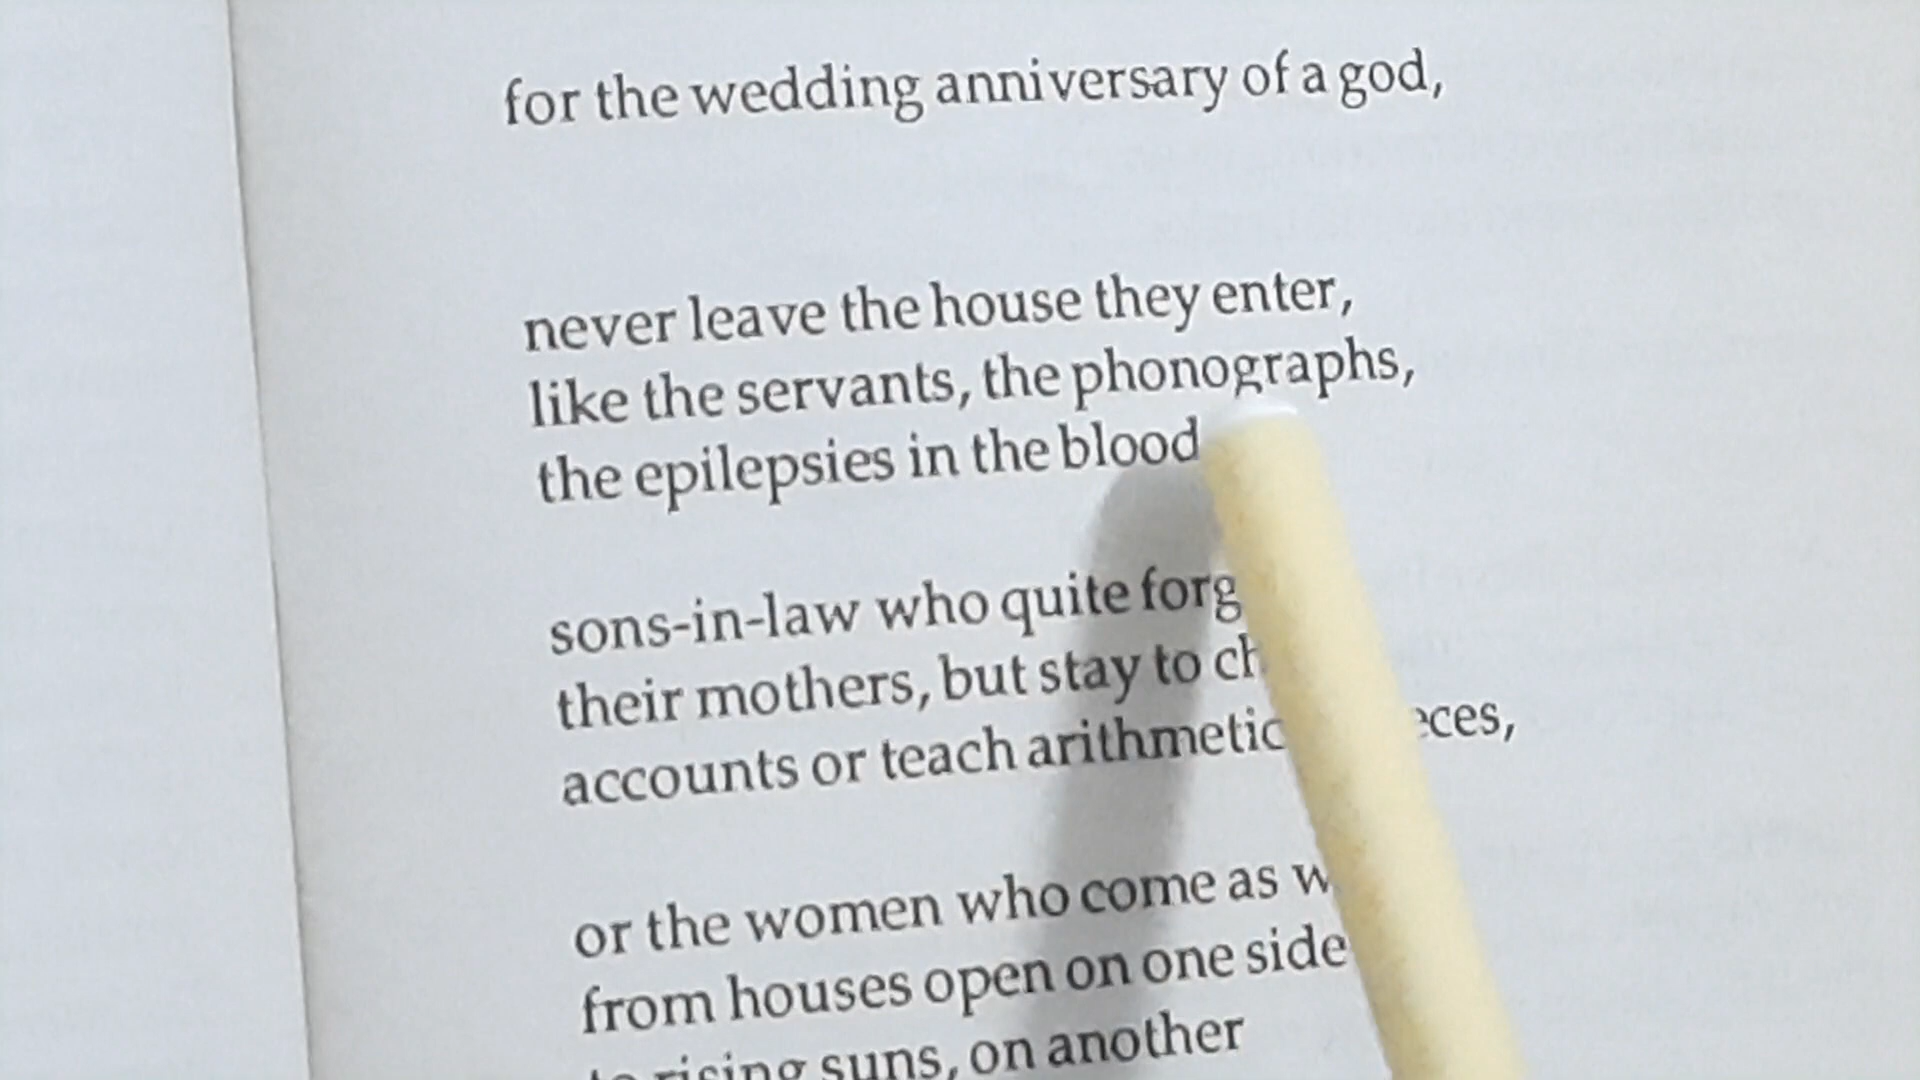 for the wedding anniversary of a god,
never leave the house they enter,
like the servants, the phonographs,
the epilepsies in the blood
sons-in-law who quite
their mothers, but stay to
accounts or teach arithmetic
or the women who come as
from houses open on one side
to rising suns, on another